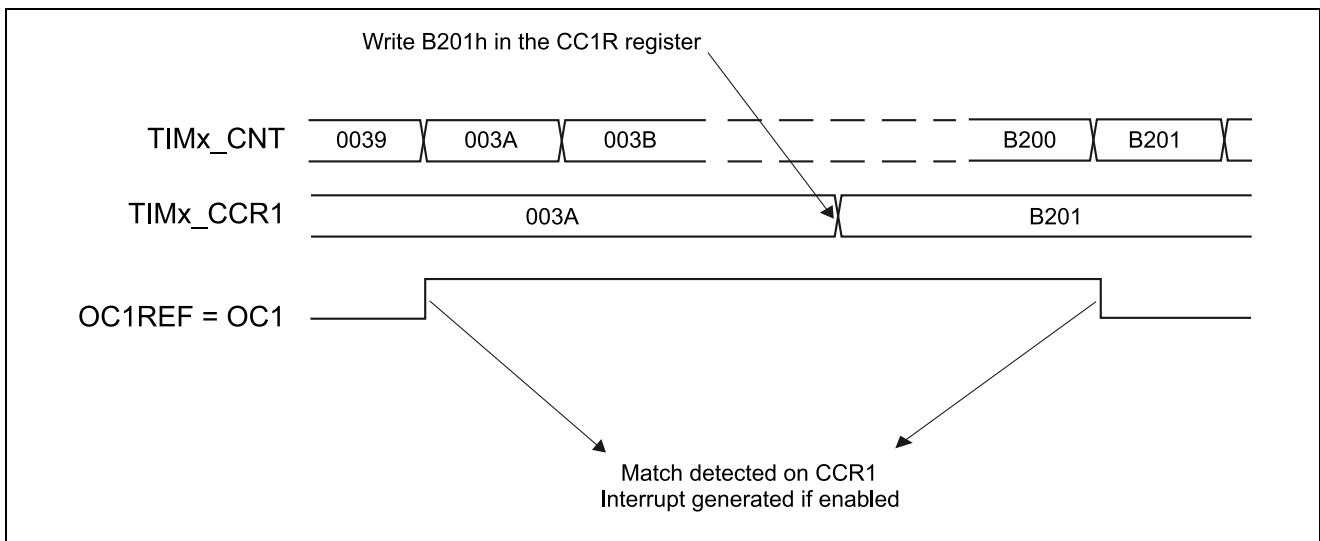 Write B201h in the CC1R register
TIMx_CNT 0039 003A 003B B200 B201
TIMx_CCR1 003A B201
OC1REF = OC1
Match detected on CCR1
Interrupt generated if enabled